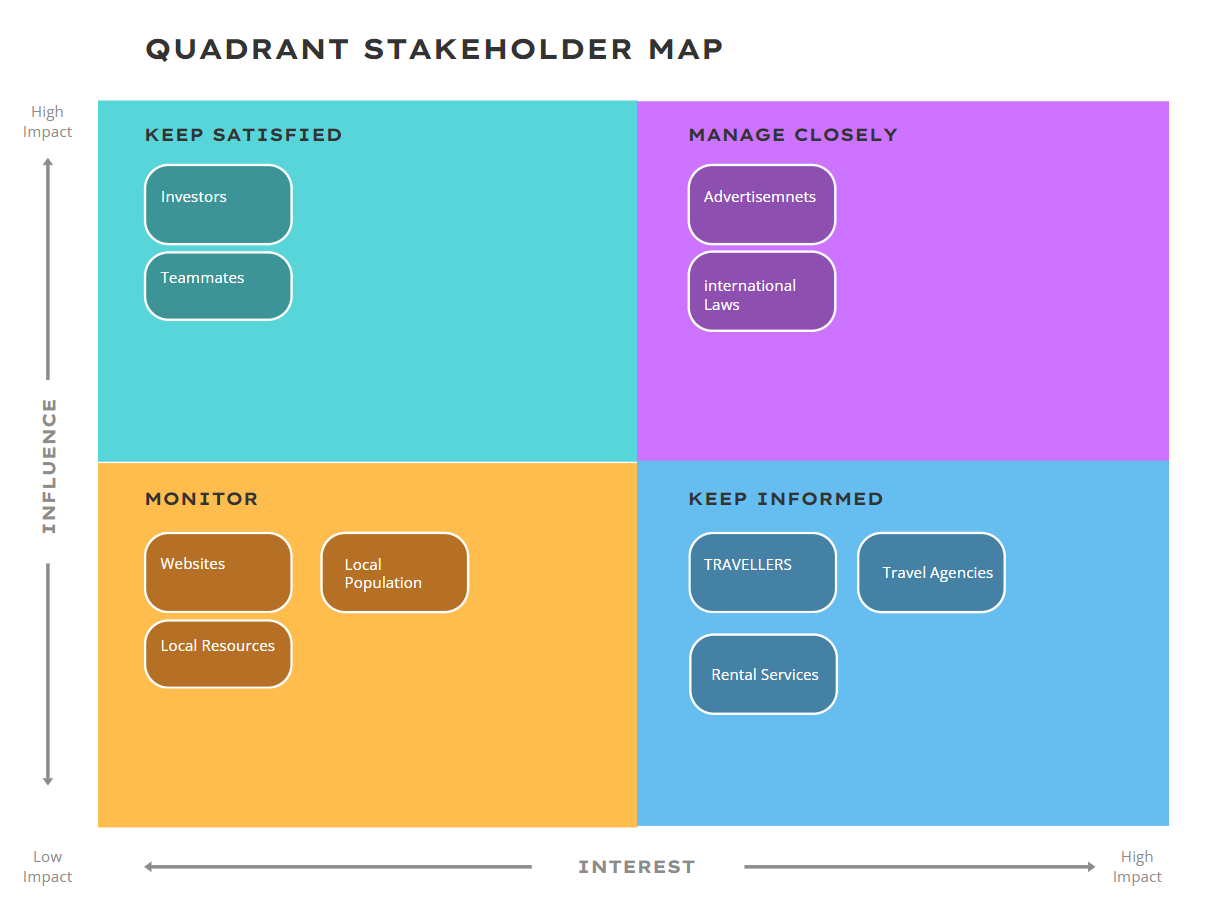 QUADRANT STAKEHOLDER MAP
High
Impact
KEEP SATISFIED
Investors
Teammates
MANAGE CLOSELY
Advertisemnets
international
Laws
INFLUENCE
MONITOR
Websites
Local
Population
Local Resources
KEEP INFORMED
TRAVELLERS
Travel Agencies
Rental Services
Low
Impact
INTEREST
High
Impact